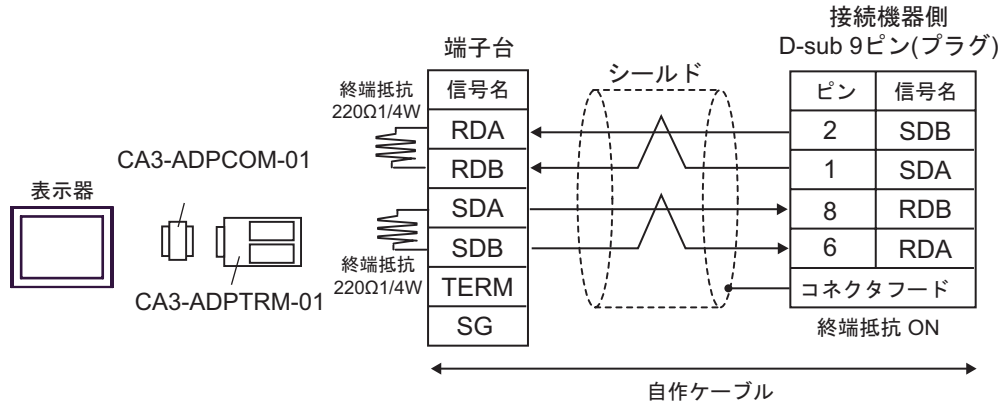 接続機器側
D-sub 9ピン(プラグ)
端子台
シールド
終端抵抗
220Ω1/4W
信号名
ピン
信号名
RDA
2
SDB
CA3-ADPCOM-01
RDB
1
SDA
表示器
SDA
8
RDB
SDB
6
RDA
終端抵抗
220Ω1/4W
CA3-ADPTRM-01
TERM
コネクタフード
SG
終端抵抗 ON
自作ケーブル